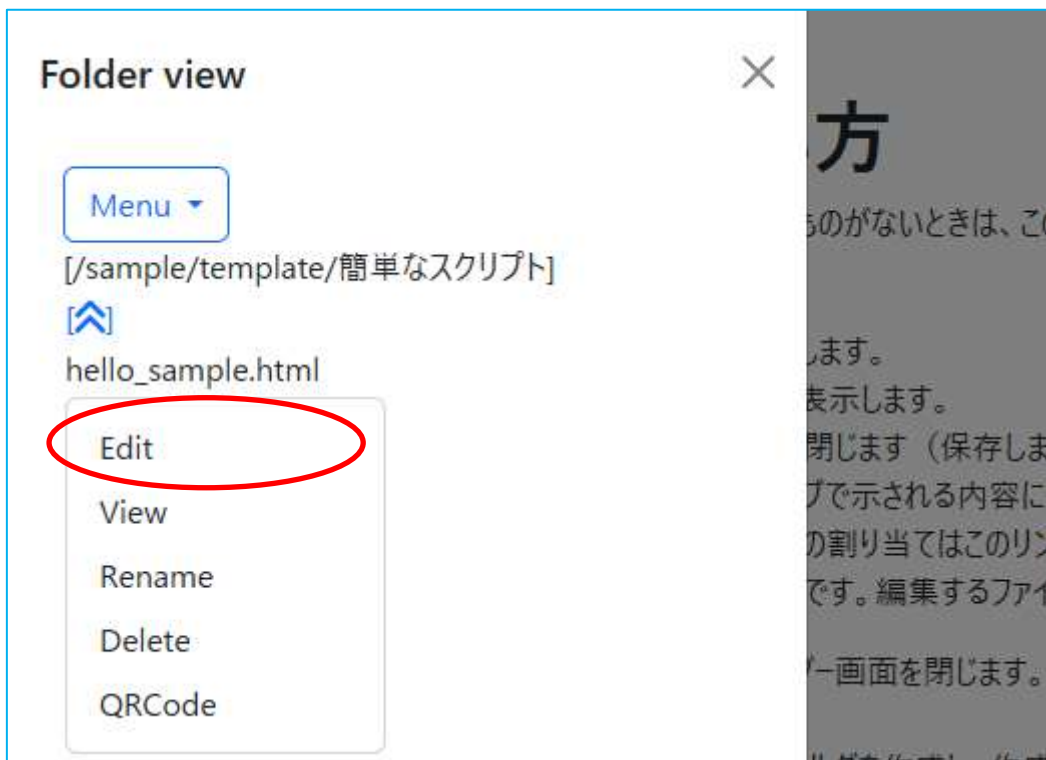 Folder view
Menu
[/sample/template/簡単なスクリプト]
[]
hello_sample.html
Edit
View
Rename
Delete
QRCode
方
ものがないときは、この
します。
表示します。
閉じます（保存しま
ブで示される内容に
の割り当てはこのリン
です。編集するファイ
ー画面を閉じます。